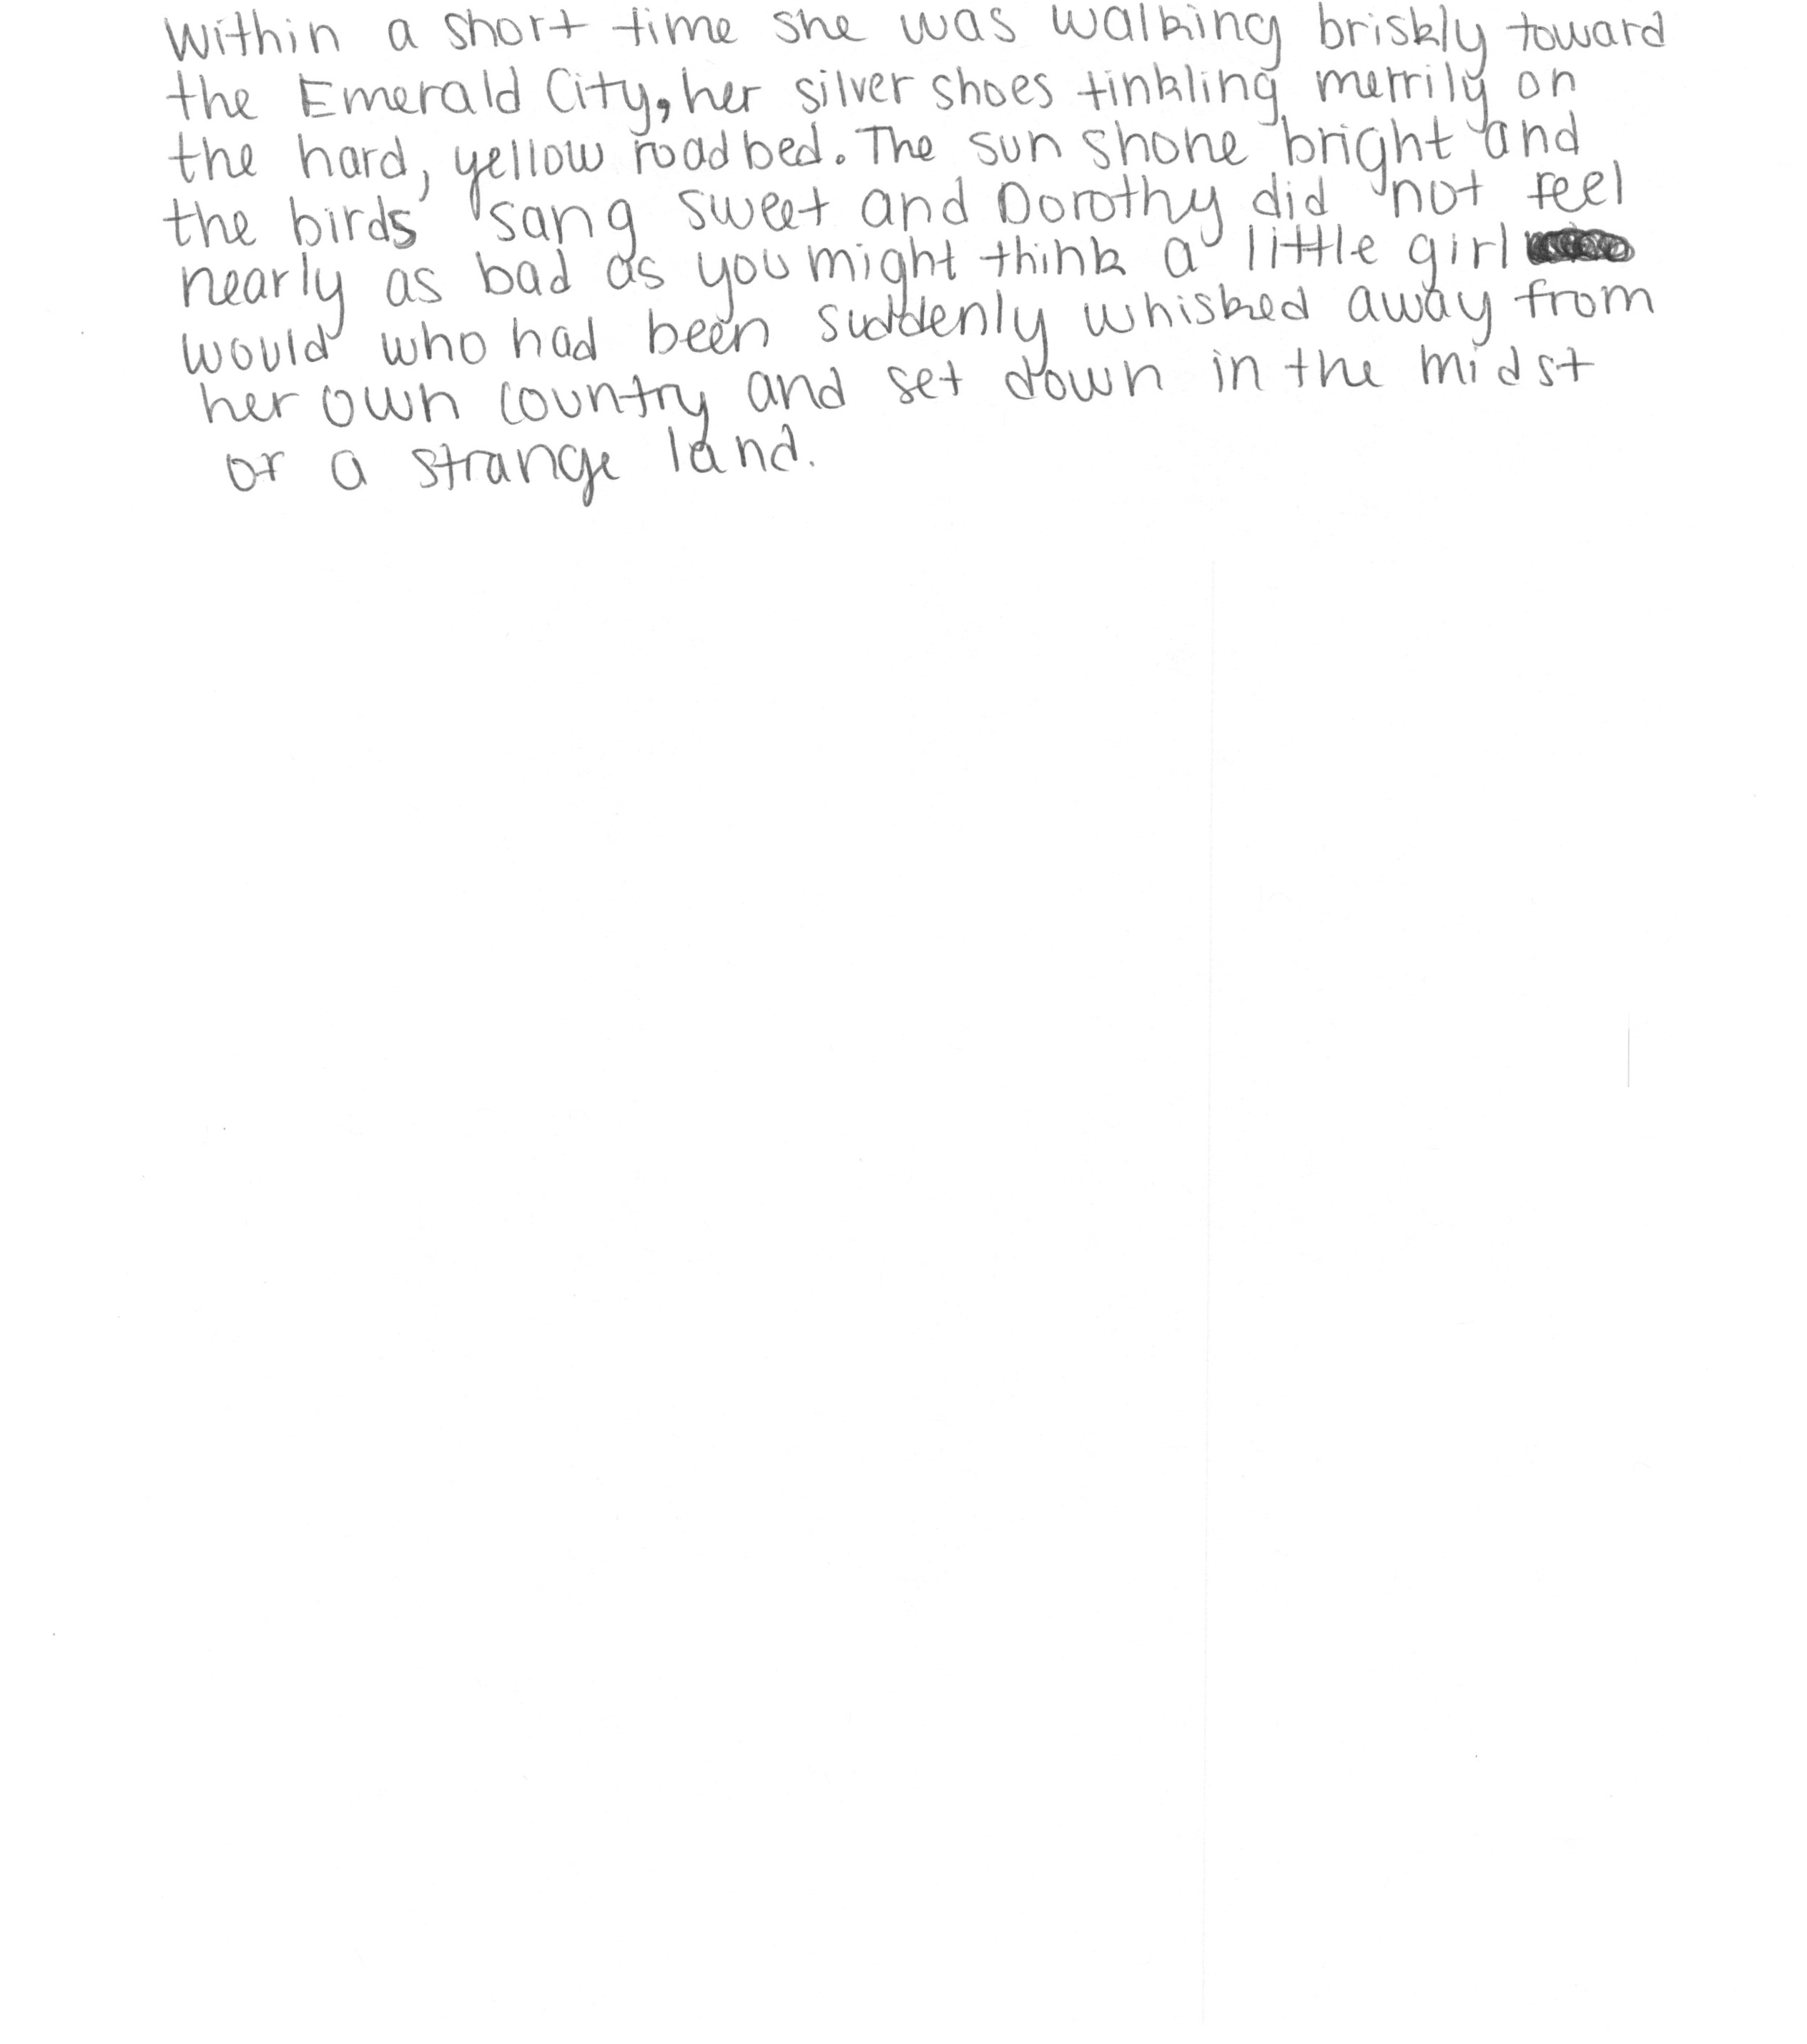 Within a short time she was walking briskly toward
the Emerald City, her silver shoes tinkling merrily on
the hard, yellow roadbed. The sun shone bright and
the birds sang sweet and Dorothy did not feel
nearly as bad as you might think a little girl
would who had been suddenly whisked away from
her own country and set down in the midst
of a strange land.